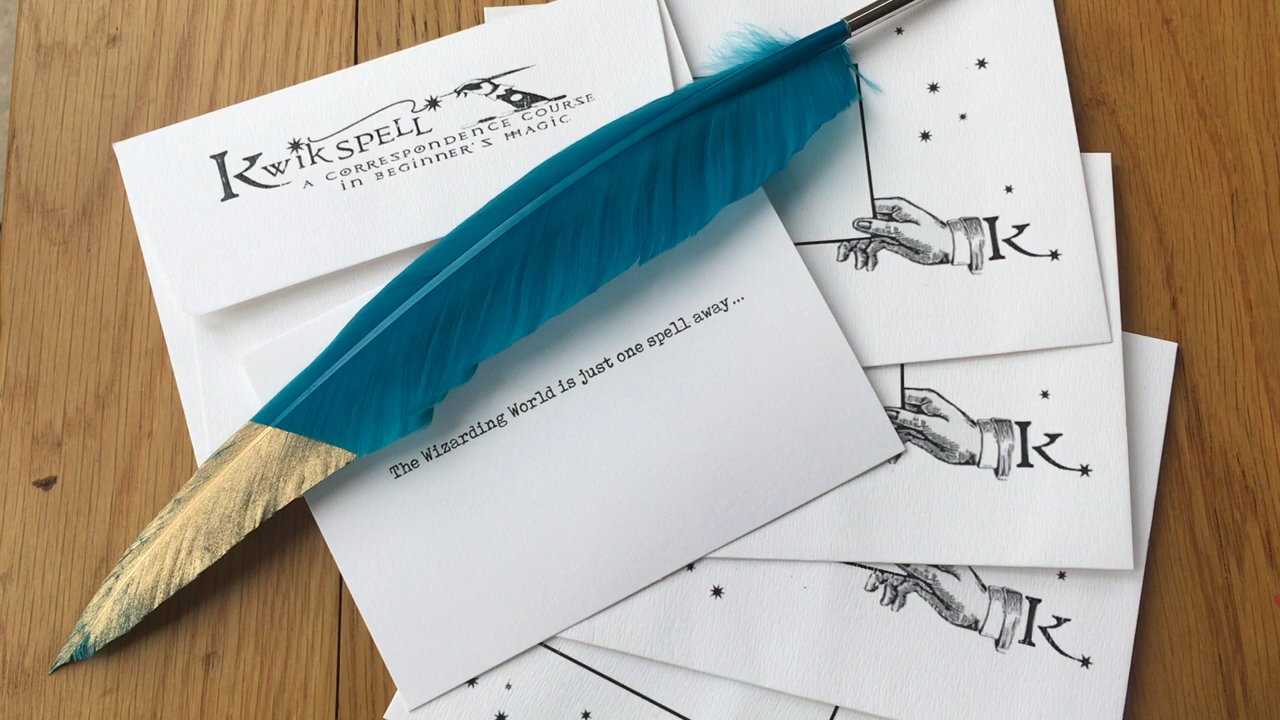 KwikSPELL
A CORRESPONDENCE COURSE
in BEGINNER'S MAGIC
The Wizarding World is just one spell away...
K
K
K